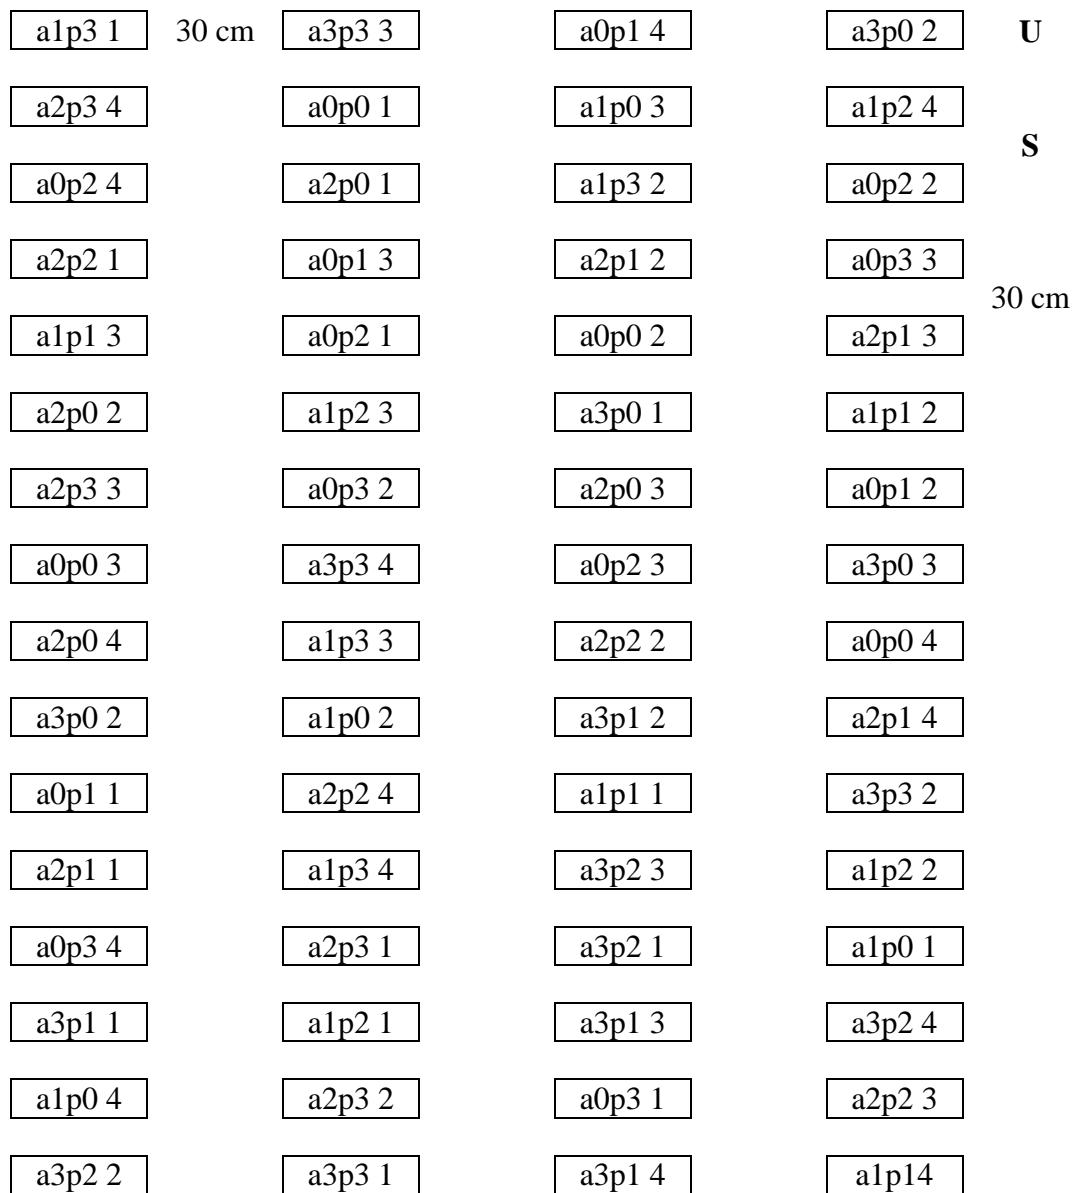 a1p3 1 30 cm a3p3 3 a0p1 4 a3p0 2 U
a2p3 4 a0p0 1 a1p0 3 a1p2 4
S
a0p2 4 a2p0 1 a1p3 2 a0p2 2
a2p2 1 a0p1 3 a2p1 2 a0p3 3
30 cm
a1p1 3 a0p2 1 a0p0 2 a2p1 3
a2p0 2 a1p2 3 a3p0 1 a1p1 2
a2p3 3 a0p3 2 a2p0 3 a0p1 2
a0p0 3 a3p3 4 a0p2 3 a3p0 3
a2p0 4 a1p3 3 a2p2 2 a0p0 4
a3p0 2 a1p0 2 a3p1 2 a2p1 4
a0p1 1 a2p2 4 a1p1 1 a3p3 2
a2p1 1 a1p3 4 a3p2 3 a1p2 2
a0p3 4 a2p3 1 a3p2 1 a1p0 1
a3p1 1 a1p2 1 a3p1 3 a3p2 4
a1p0 4 a2p3 2 a0p3 1 a2p2 3
a3p2 2 a3p3 1 a3p1 4 a1p14